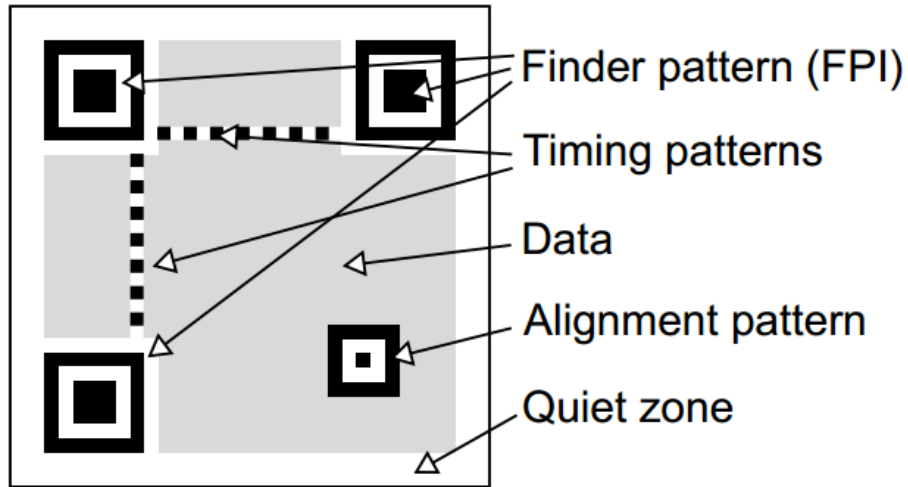 Finder pattern (FPI)
Timing patterns
Data
Alignment pattern
Quiet zone